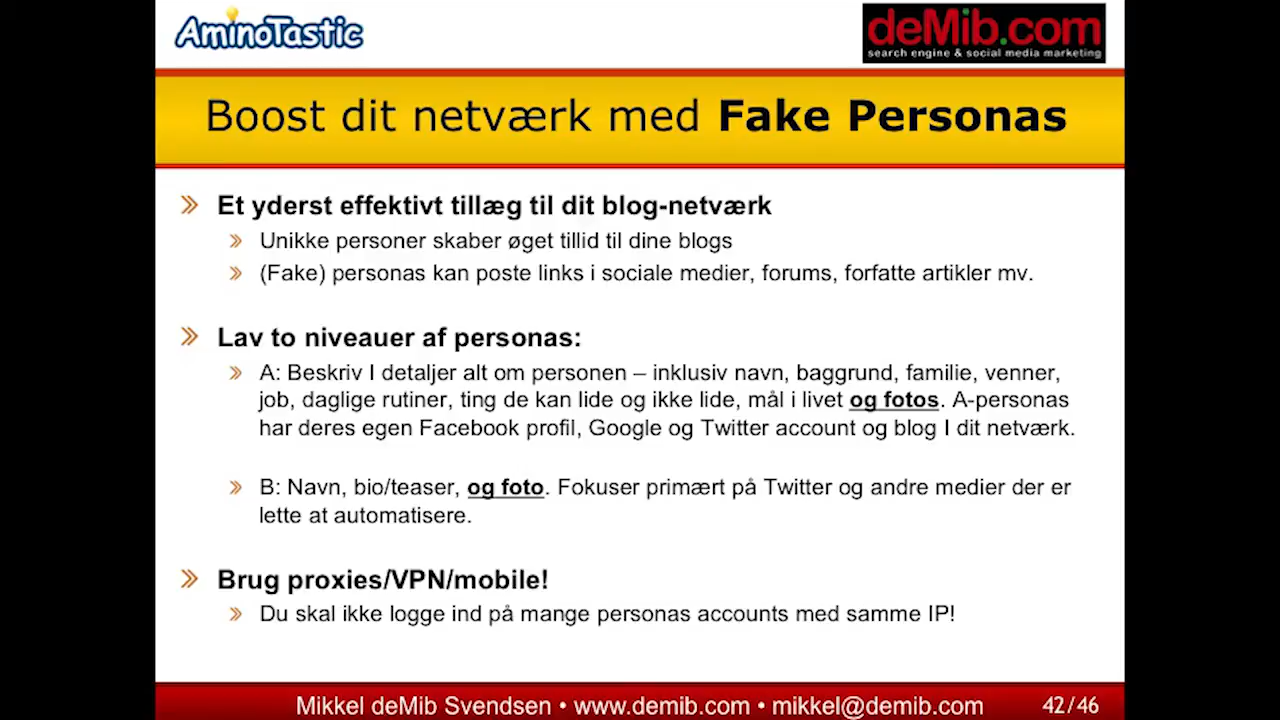 AminoTastic
deMib.com
search engine & social media marketing
Boost dit netværk med Fake Personas
» Et yderst effektivt tillæg til dit blog-netværk
» Unikke personer skaber øget tillid til dine blogs
» (Fake) personas kan poste links i sociale medier, forums, forfatte artikler mv.
» Lav to niveauer af personas:
» A: Beskriv I detaljer alt om personen – inklusiv navn, baggrund, familie, venner,
job, daglige rutiner, ting de kan lide og ikke lide, mål i livet og fotos. A-personas
har deres egen Facebook profil, Google og Twitter account og blog I dit netværk.
» B: Navn, bio/teaser, og foto. Fokuser primært på Twitter og andre medier der er
lette at automatisere.
» Brug proxies/VPN/mobile!
» Du skal ikke logge ind på mange personas accounts med samme IP!
Mikkel deMib Svendsen • www.demib.com • mikkel@demib.com 42/46